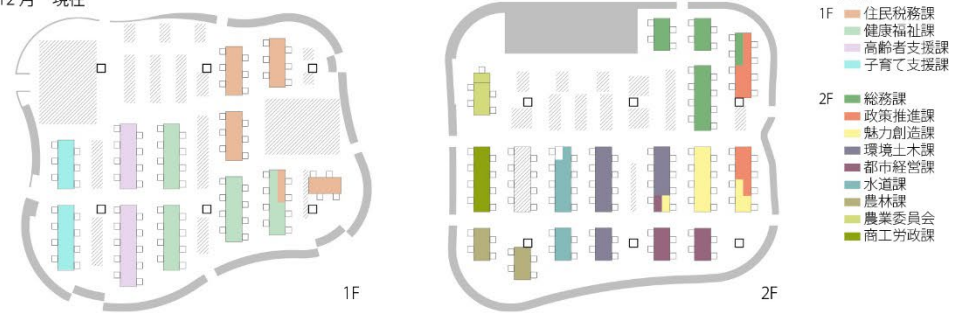 12月 現在
1F
2F
1F 住民税務課
健康福祉課
高齢者支援課
子育て支援課
2F 総務課
政策推進課
魅力創造課
環境土木課
都市経営課
水道課
農林課
農業委員会
商工労政課